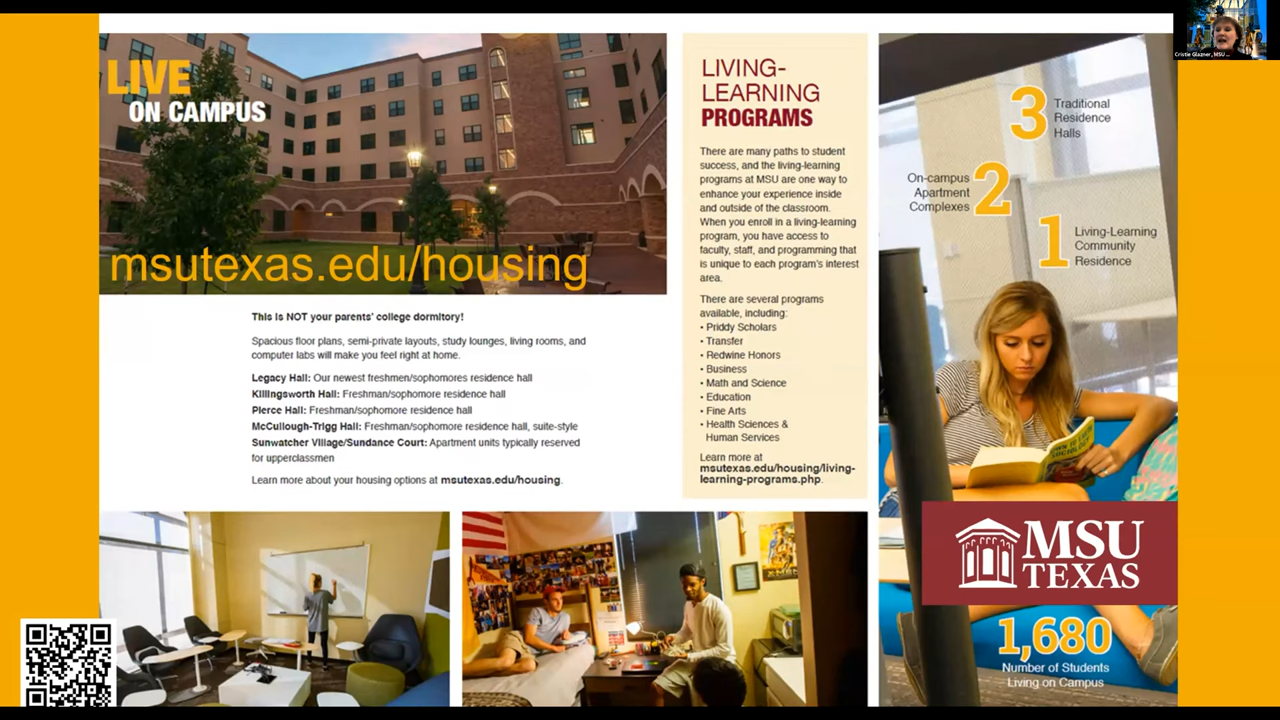 LIVE
ON CAMPUS
msutexas.edu/housing
This is NOT your parents' college dormitory!
Spacious floor plans, semi-private layouts, study lounges, living rooms, and
computer labs will make you feel right at home.
Legacy Hall: Our newest freshmen/sophomores residence hall
Killingsworth Hall: Freshman/sophomore residence hall
Pierce Hall: Freshman/sophomore residence hall
McCullough-Trigg Hall: Freshman/sophomore residence hall, suite-style
Sunwatcher Village/Sundance Court: Apartment units typically reserved
for upperclassmen
Learn more about your housing options at msutexas.edu/housing.
LIVING-
LEARNING
PROGRAMS
There are many paths to student
success, and the living-learning
programs at MSU are one way to
enhance your experience inside
and outside of the classroom.
When you enroll in a living-learning
program, you have access to
faculty, staff, and programming that
is unique to each program's interest
area.
There are several programs
available, including:
• Priddy Scholars
• Transfer
• Redwine Honors
• Business
• Math and Science
• Education
• Fine Arts
• Health Sciences &
Human Services
Learn more at
msutexas.edu/housing/living-
learning-programs.php.
3
Traditional
Residence
Halls
On-campus
Apartment
Complexes
2
1
Living-Learning
Community
Residence
SOCIOLOGY
MSU
TEXAS
1,680
Number of Students
Living on Campus
Cristie Glazner, MSU ...